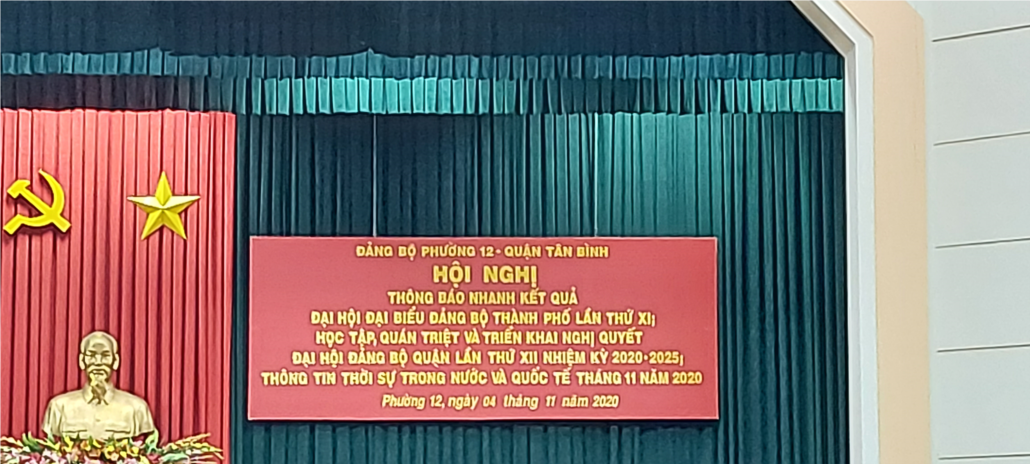 ĐẢNG BỘ PHƯỜNG 12 - QUẬN TÂN BÌNH
HỘI NGHỊ
THÔNG BÁO NHANH KẾT QUẢ
ĐẠI HỘI ĐẠI BIỂU ĐẢNG BỘ THÀNH PHỐ LẦN THỨ XI;
HỌC TẬP, QUÁN TRIỆT VÀ TRIỂN KHAI NGHỊ QUYẾT
ĐẠI HỘI ĐẢNG BỘ QUẬN LẦN THỨ XII NHIỆM KỲ 2020-2025;
THÔNG TIN THỜI SỰ TRONG NƯỚC VÀ QUỐC TẾ THÁNG 11 NĂM 2020
Phường 12, ngày 04 tháng 11 năm 2020